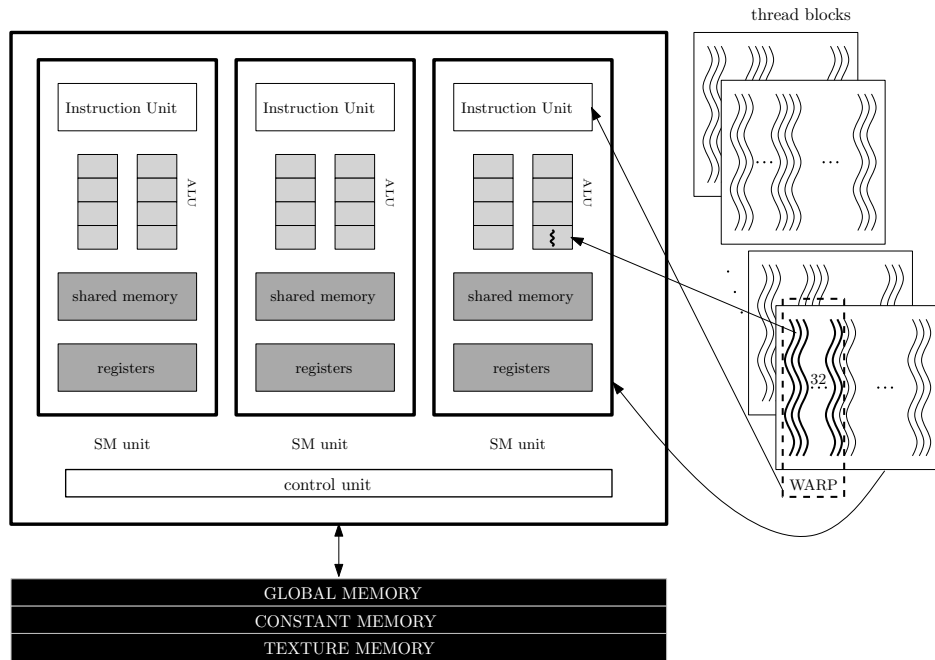 thread blocks
Instruction Unit
Instruction Unit
Instruction Unit
ALU
ALU
ALU
... ...
shared memory
shared memory
shared memory
registers
registers
registers
32
... ...
SM unit
SM unit
SM unit
control unit
WARP
GLOBAL MEMORY
CONSTANT MEMORY
TEXTURE MEMORY